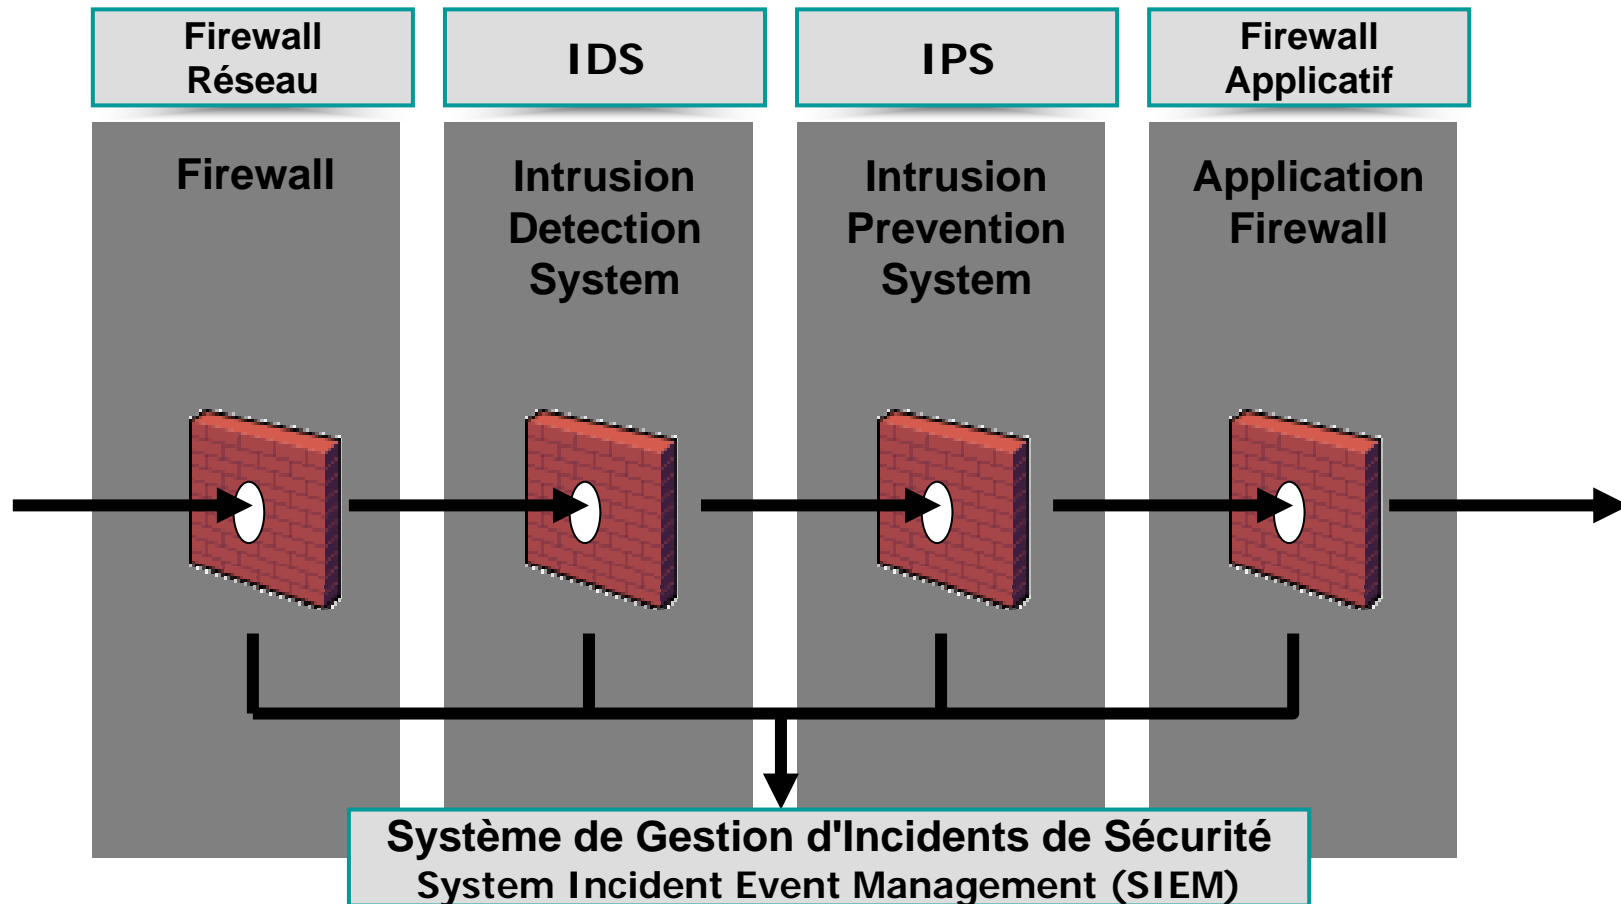 Firewall
Réseau
IDS
IPS
Firewall
Applicatif
Firewall
Intrusion
Detection
System
Intrusion
Prevention
System
Application
Firewall
Système de Gestion d'Incidents de Sécurité
System Incident Event Management (SIEM)